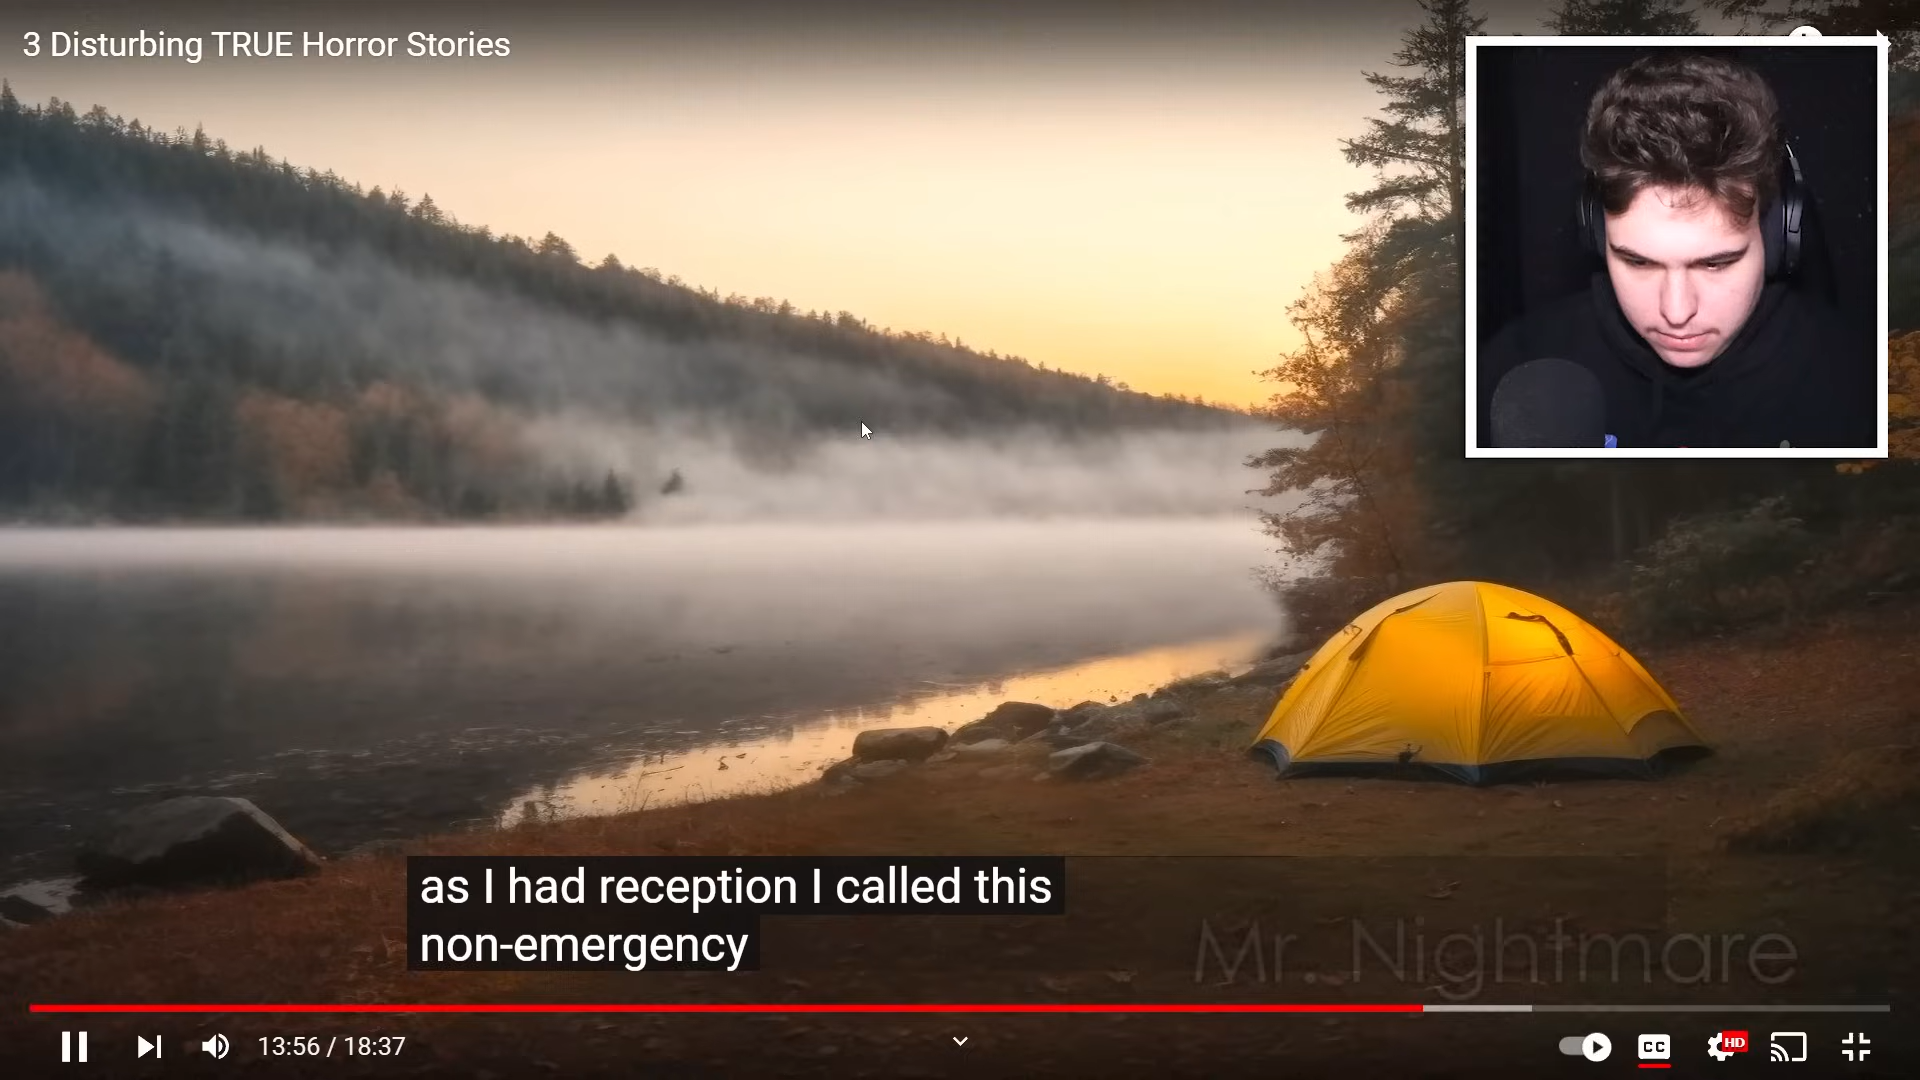 3 Disturbing TRUE Horror Stories
as I had reception I called this
non-emergency
Mr. Nightmare
13:56 / 18:37
CC
HD